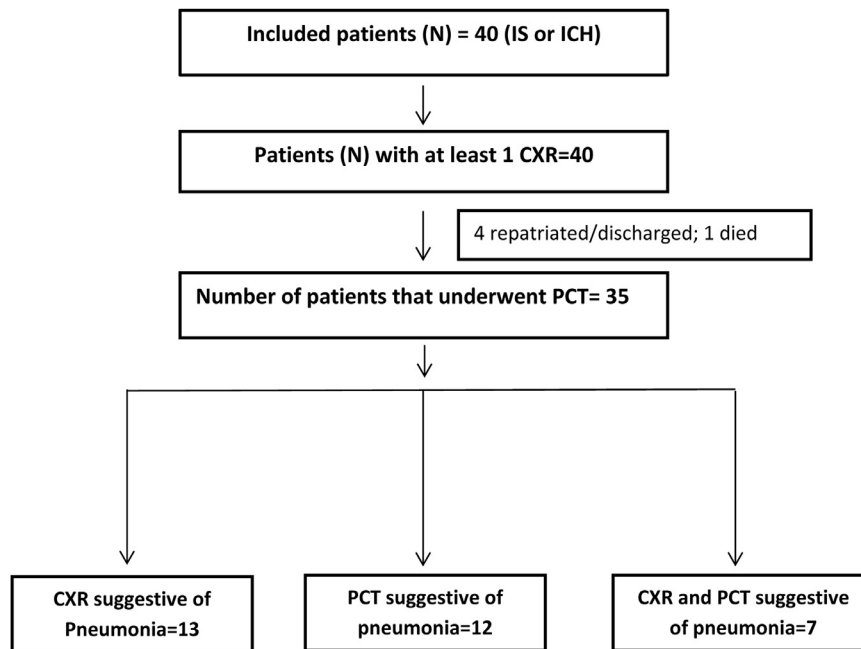 Included patients (N) = 40 (IS or ICH)
Patients (N) with at least 1 CXR=40
4 repatriated/discharged; 1 died
Number of patients that underwent PCT= 35
CXR suggestive of
Pneumonia=13
PCT suggestive of
pneumonia=12
CXR and PCT suggestive
of pneumonia=7